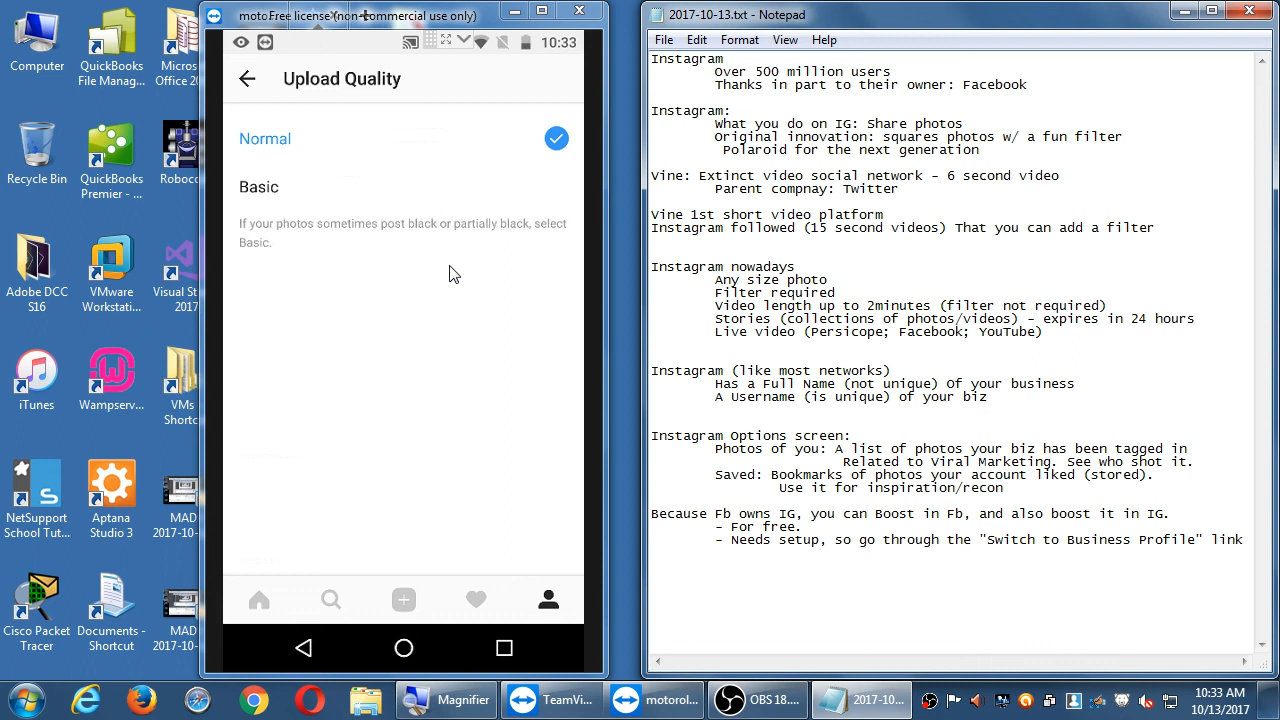 Computer
QuickBooks
File Manag...
Micros
Office 20
Recycle Bin
QuickBooks
Premier - ...
Roboco
Adobe DCC
S16
VMware
Workstati...
Visual St
2017
iTunes
Wampserv...
VMs
Shortc
NetSupport
School Tut...
Aptana
Studio 3
MAD
2017-10-
Cisco Packet
Tracer
Documents -
Shortcut
MAD
2017-10-
Free license (non-commercial use only)
10:33
Upload Quality
Normal
Basic
If your photos sometimes post black or partially black, select
Basic.
2017-10-13.txt - Notepad
File Edit Format View Help
Instagram
Over 500 million users
Thanks in part to their owner: Facebook
Instagram:
What you do on IG: Share photos
Original innovation: squares photos w/ a fun filter
Polaroid for the next generation
Vine: Extinct video social network - 6 second video
Parent compnay: Twitter
Vine 1st short video platform
Instagram followed (15 second videos) That you can add a filter
Instagram nowadays
Any size photo
Filter required
Video length up to 2minutes (filter not required)
Stories (collections of photos/videos) - expires in 24 hours
Live video (Persicope; Facebook; YouTube)
Instagram (like most networks)
Has a Full Name (not unique) Of your business
A Username (is unique) of your biz
Instagram Options screen:
Photos of you: A list of photos your biz has been tagged in
Related to Viral Marketing. See who shot it.
Saved: Bookmarks of photos your account liked (stored).
Use it for inspiration/recon
Because Fb owns IG, you can Boost in Fb, and also boost it in IG.
- For free.
- Needs setup, so go through the "Switch to Business Profile" link
Magnifier
TeamVi...
motorol...
OBS 18....
2017-10...
10:33 AM
10/13/2017